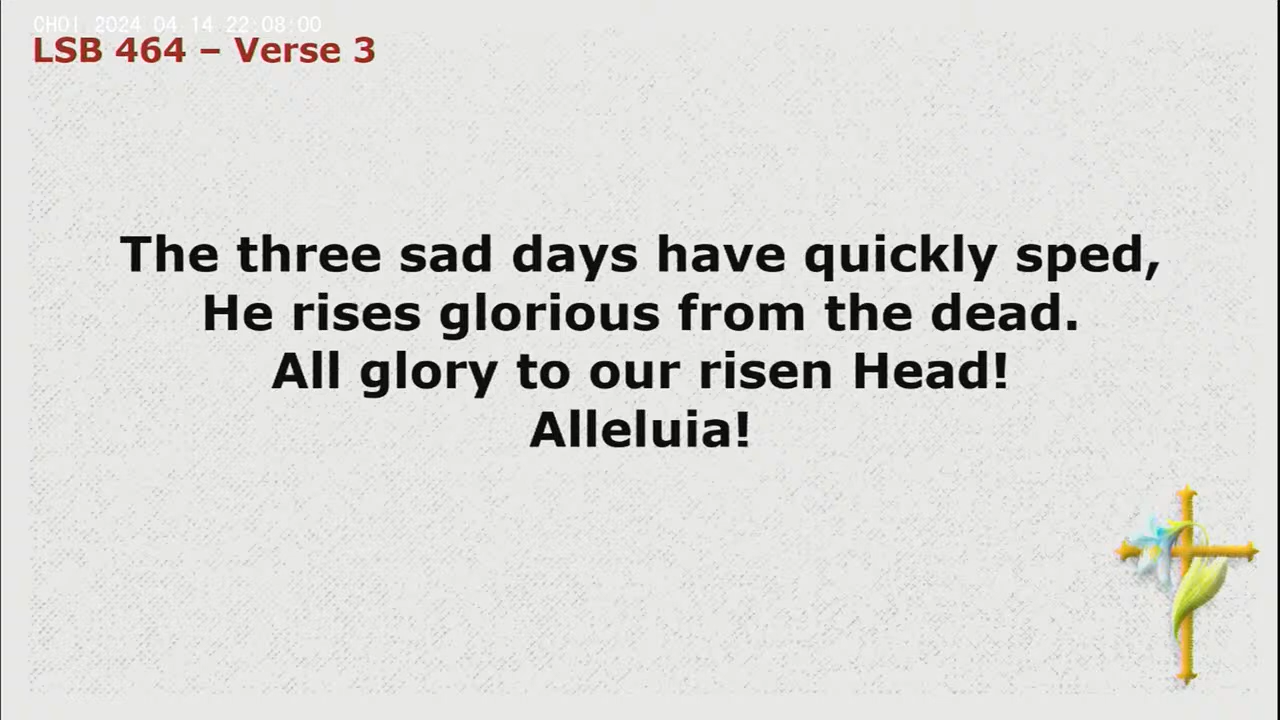 CH01 2024 04 14 22:08:00
LSB 464 – Verse 3
The three sad days have quickly sped,
He rises glorious from the dead.
All glory to our risen Head!
Alleluia!